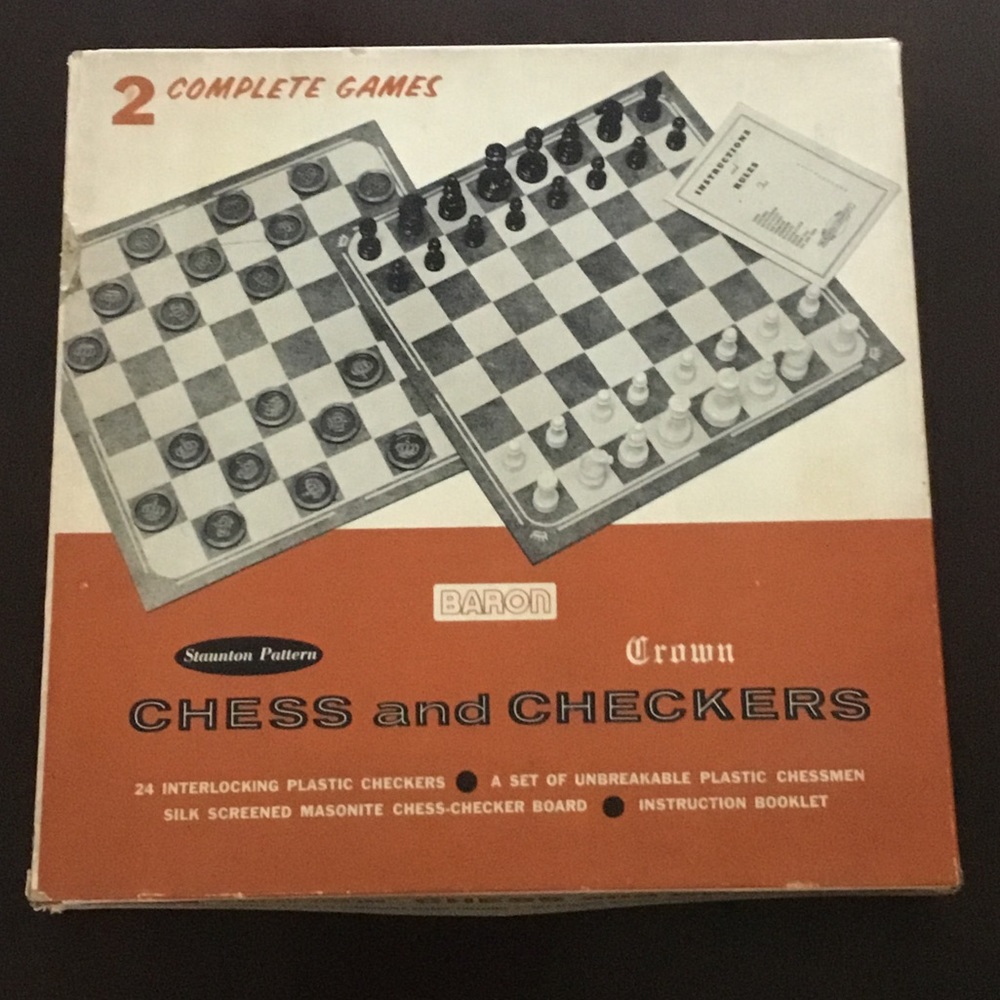 2 COMPLETE GAMES
INSTRUCTIONS
and
RULES
BARON
Staunton Pattern
Crown
CHESS and CHECKERS
24 INTERLOCKING PLASTIC CHECKERS ● A SET OF UNBREAKABLE PLASTIC CHESSMEN
SILK SCREENED MASONITE CHESS-CHECKER BOARD ● INSTRUCTION BOOKLET